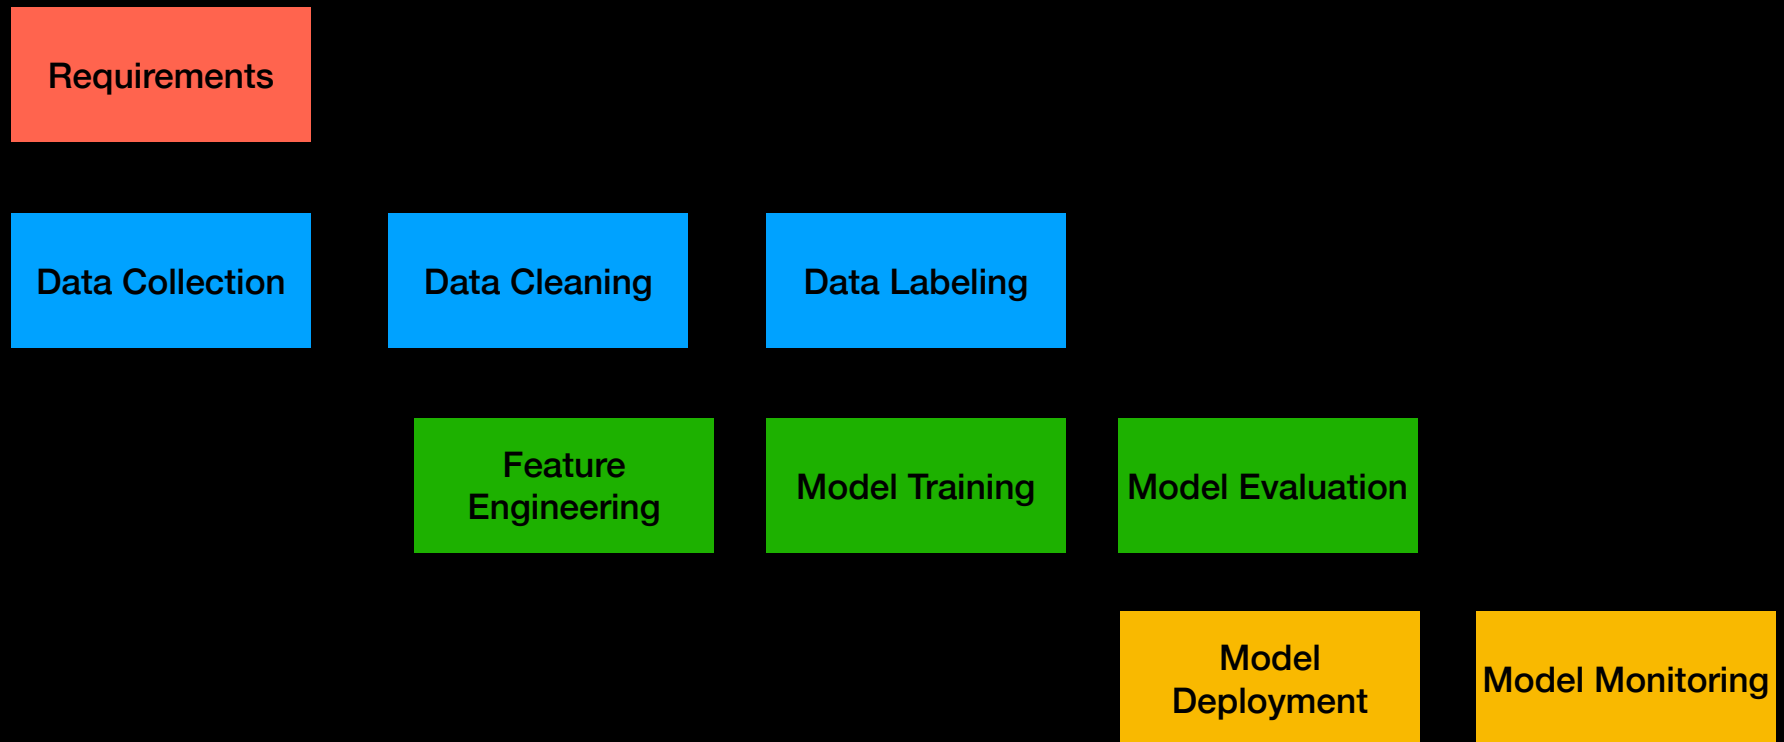 Requirements
Data Collection
Data Cleaning
Data Labeling
Feature
Engineering
Model Training
Model Evaluation
Model
Deployment
Model Monitoring